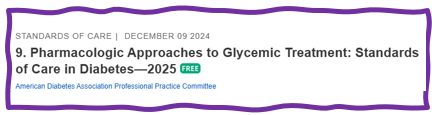 STANDARDS OF CARE | DECEMBER 09 2024
9. Pharmacologic Approaches to Glycemic Treatment: Standards
of Care in Diabetes—2025 FREE
American Diabetes Association Professional Practice Committee